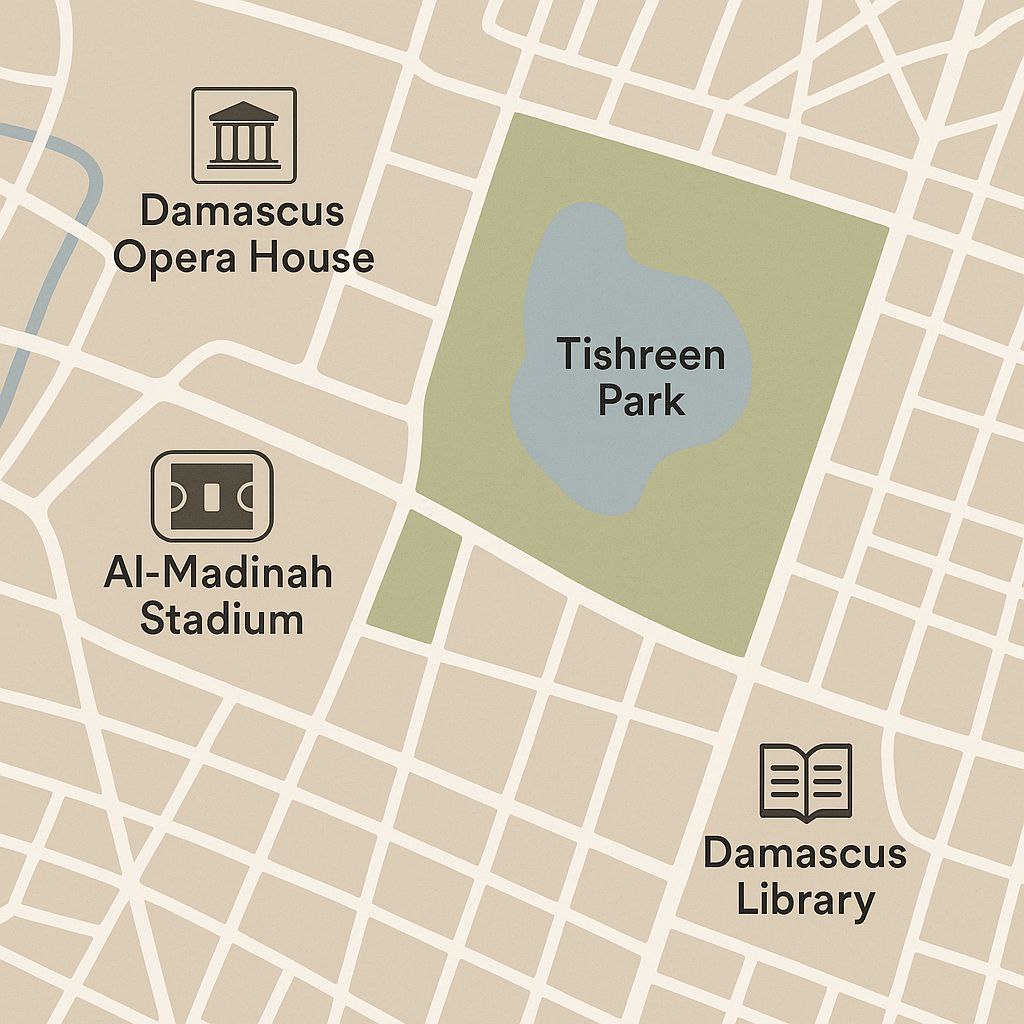 Damascus
Opera House
Tishreen
Park
Al-Madinah
Stadium
Damascus
Library